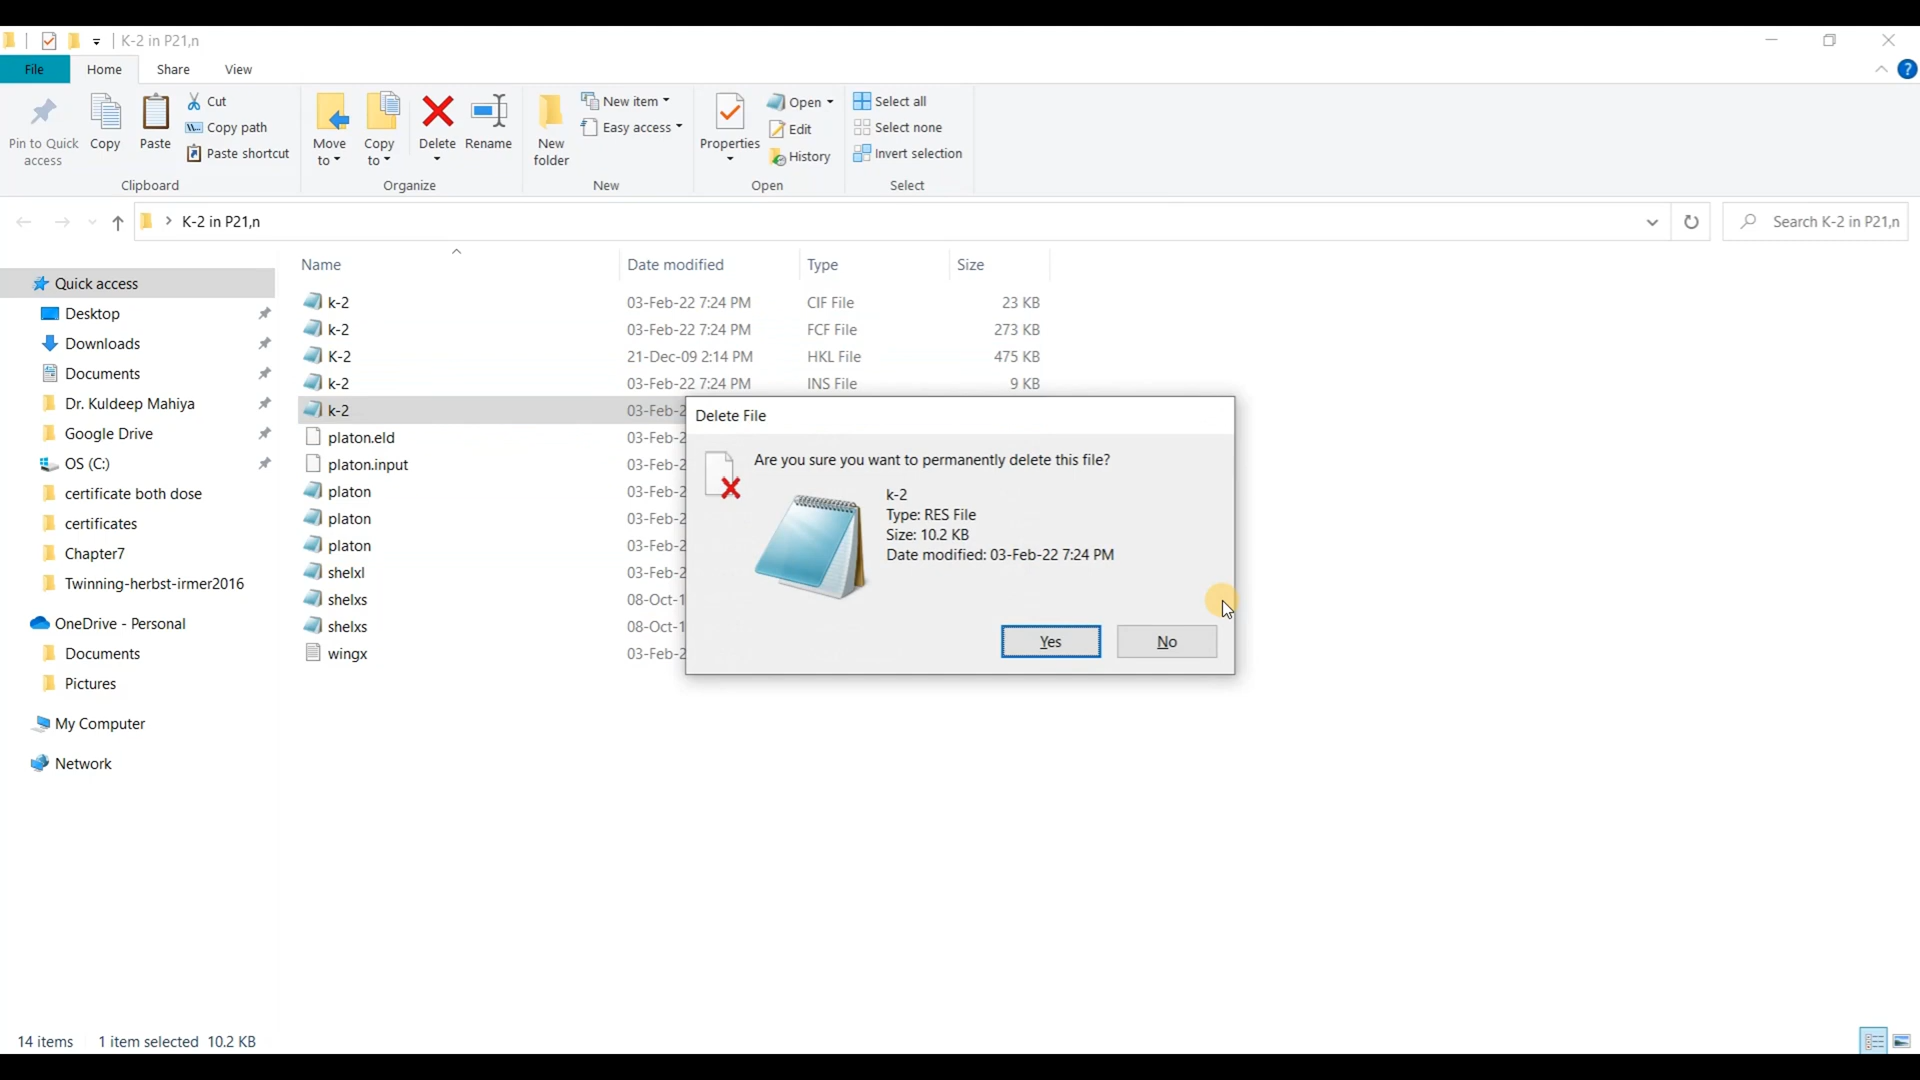 K-2 in P21,n
File Home Share View
Pin to Quick access
Copy
Paste
Cut
Copy path
Paste shortcut
Clipboard
Move to
Copy to
Delete
Rename
Organize
New folder
New item
Easy access
New
Properties
Open
Edit
History
Open
Select all
Select none
Invert selection
Select
K-2 in P21,n
Search K-2 in P21,n
Quick access
Desktop
Downloads
Documents
Dr. Kuldeep Mahiya
Google Drive
OS (C:)
certificate both dose
certificates
Chapter7
Twinning-herbst-irmer2016
OneDrive - Personal
Documents
Pictures
My Computer
Network
Name Date modified Type Size
k-2 03-Feb-22 7:24 PM CIF File 23 KB
k-2 03-Feb-22 7:24 PM FCF File 273 KB
K-2 21-Dec-09 2:14 PM HKL File 475 KB
k-2 03-Feb-22 7:24 PM INS File 9 KB
k-2 03-Feb-2
platon.eld 03-Feb-2
platon.input 03-Feb-2
platon 03-Feb-2
platon 03-Feb-2
platon 03-Feb-2
shelxl 03-Feb-2
shelxs 08-Oct-1
shelxs 08-Oct-1
wingx 03-Feb-2
Delete File
Are you sure you want to permanently delete this file?
k-2
Type: RES File
Size: 10.2 KB
Date modified: 03-Feb-22 7:24 PM
Yes No
14 items 1 item selected 10.2 KB